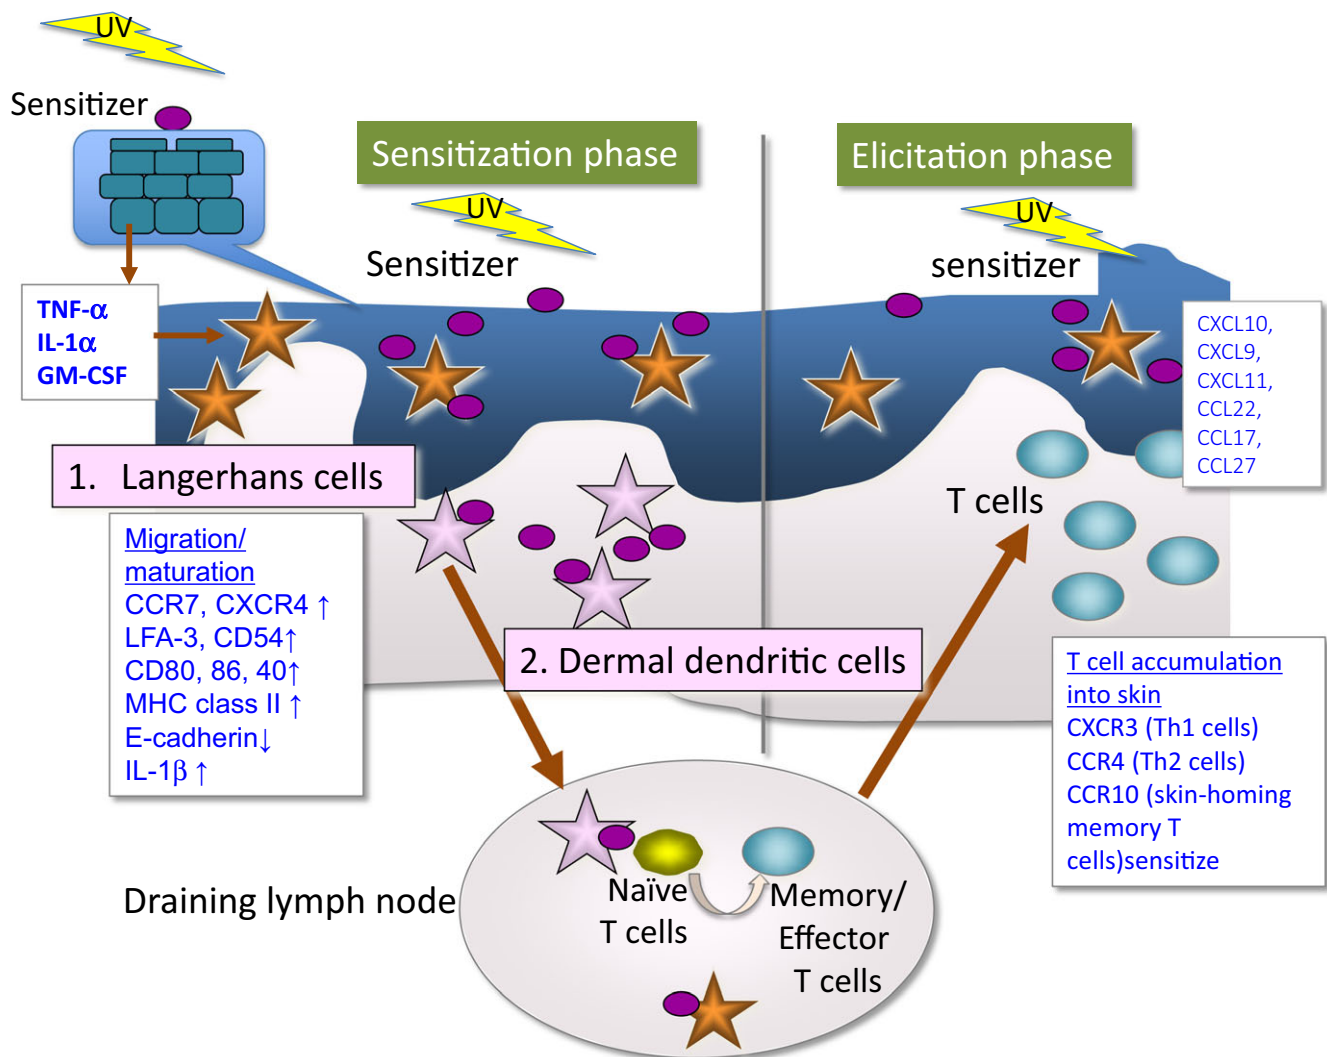 UV
Sensitizer
TNF-α
IL-1α
GM-CSF
Sensitization phase
UV
Sensitizer
Elicitation phase
UV
sensitizer
CXCL10,
CXCL9,
CXCL11,
CCL22,
CCL17,
CCL27
1. Langerhans cells
Migration/
maturation
CCR7, CXCR4 ↑
LFA-3, CD54↑
CD80, 86, 40↑
MHC class II ↑
E-cadherin↓
IL-1β ↑
T cells
2. Dermal dendritic cells
T cell accumulation
into skin
CXCR3 (Th1 cells)
CCR4 (Th2 cells)
CCR10 (skin-homing
memory T
cells)sensitize
Draining lymph node
Naïve
T cells
Memory/
Effector
T cells